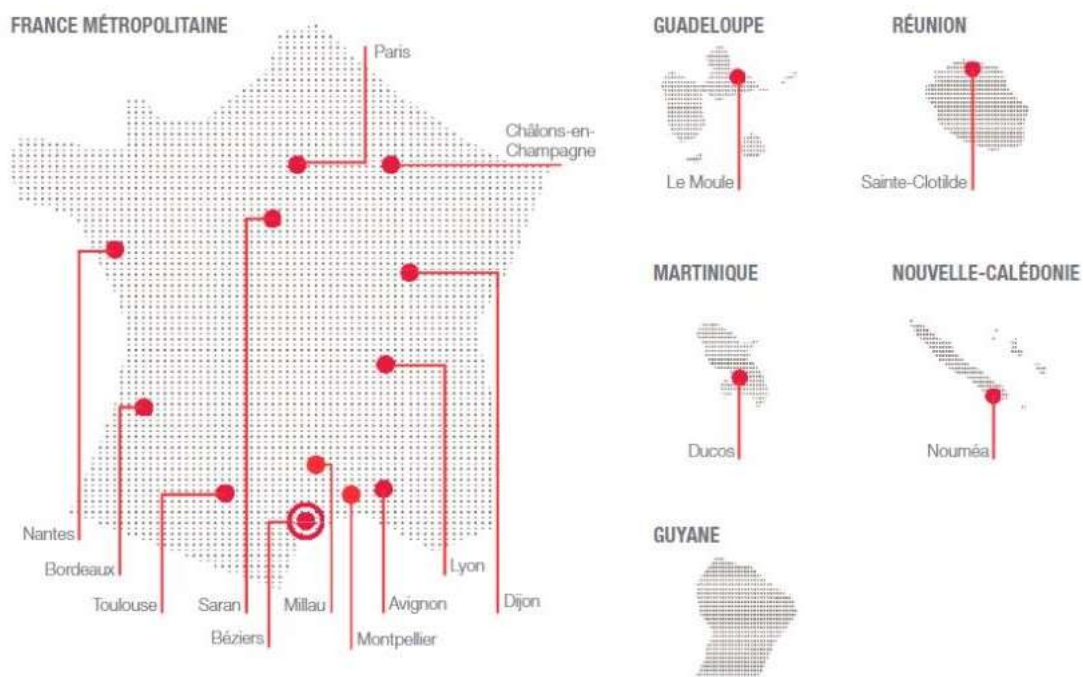 FRANCE MÉTROPOLITAINE
Paris
Châlons-en-
Champagne
Nantes
Bordeaux
Toulouse
Saran
Béziers
Millau
Montpellier
Avignon
Lyon
Dijon
GUADELOUPE
Le Moule
RÉUNION
Sainte-Clotilde
MARTINIQUE
Ducos
NOUVELLE-CALÉDONIE
Nouméa
GUYANE